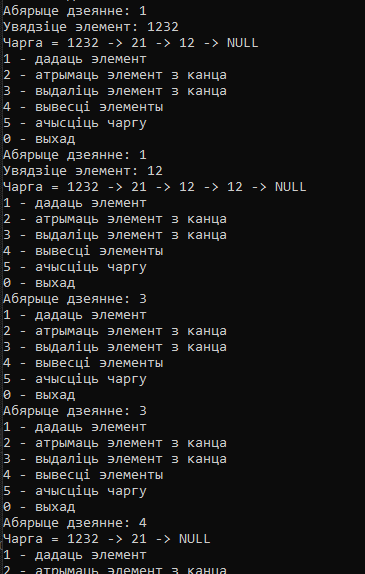 Абярыце дзеянне: 1
Увядзіце элемент: 1232
Чарга = 1232 -> 21 -> 12 -> NULL
1 - дадаць элемент
2 - атрымаць элемент з канца
3 - выдаліць элемент з канца
4 - вывесці элементы
5 - ачысціць чаргу
0 - выхад
Абярыце дзеянне: 1
Увядзіце элемент: 12
Чарга = 1232 -> 21 -> 12 -> 12 -> NULL
1 - дадаць элемент
2 - атрымаць элемент з канца
3 - выдаліць элемент з канца
4 - вывесці элементы
5 - ачысціць чаргу
0 - выхад
Абярыце дзеянне: 3
1 - дадаць элемент
2 - атрымаць элемент з канца
3 - выдаліць элемент з канца
4 - вывесці элементы
5 - ачысціць чаргу
0 - выхад
Абярыце дзеянне: 3
1 - дадаць элемент
2 - атрымаць элемент з канца
3 - выдаліць элемент з канца
4 - вывесці элементы
5 - ачысціць чаргу
0 - выхад
Абярыце дзеянне: 4
Чарга = 1232 -> 21 -> NULL
1 - дадаць элемент
2 - атрымаць элемент з канца